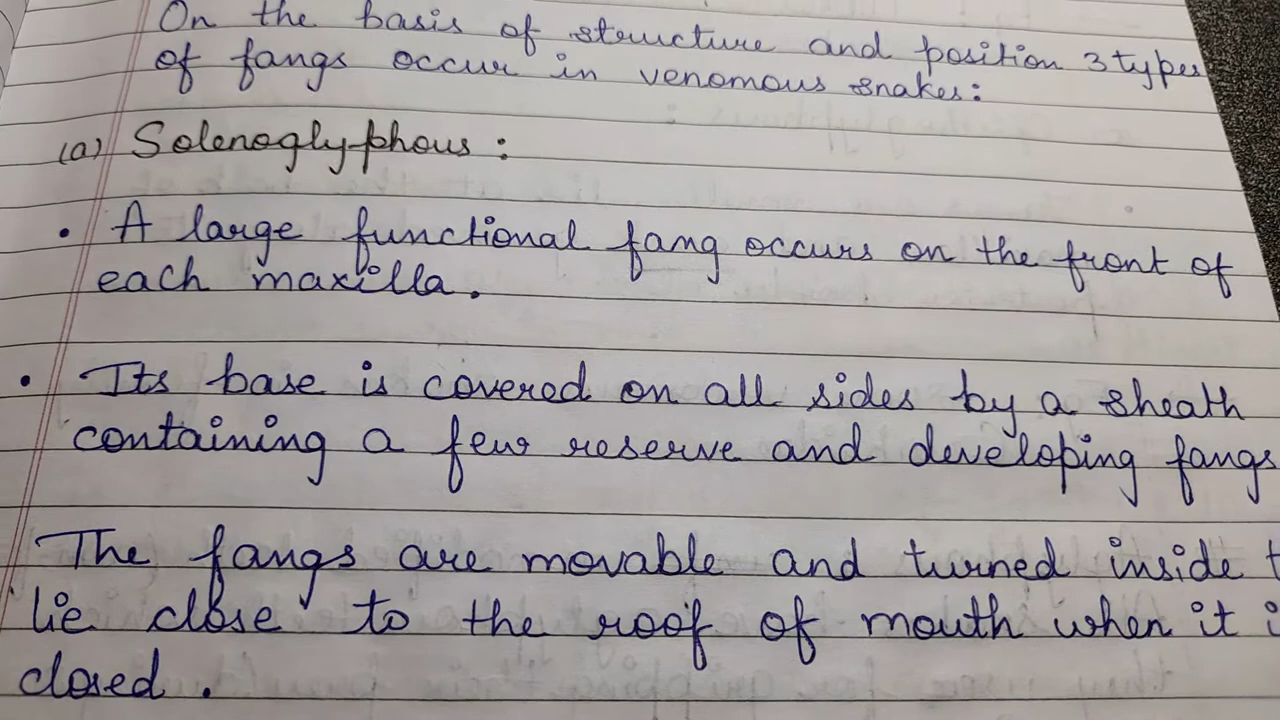 On the basis of structure and position 3 types
of fangs occur in venomous snakes:
(a) Solenoglyphous:
• A large functional fang occurs on the front of
each maxilla.
• Its base is covered on all sides by a sheath
containing a few reserve and developing fangs
The fangs are movable and turned inside t
lie close to the roof of mouth when it i
closed.